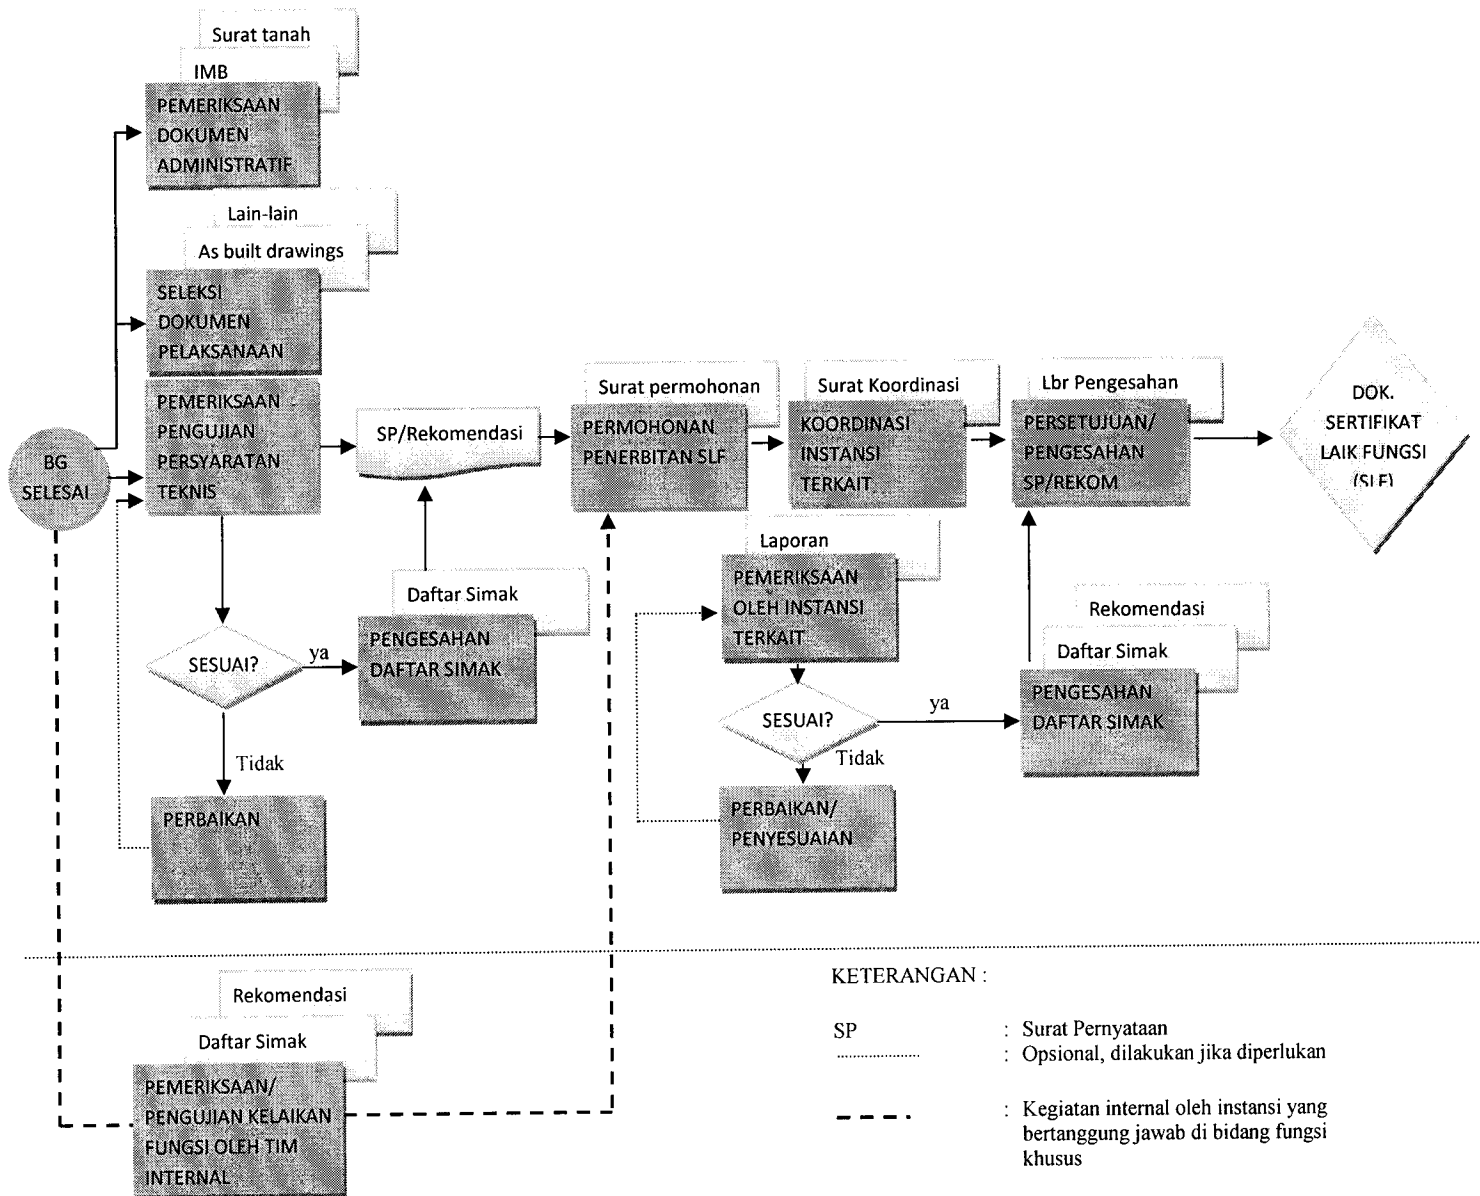 Surat tanah
IMB
PEMERIKSAAN
DOKUMEN
ADMINISTRATIF
Lain-lain
As built drawings
SELEKSI
DOKUMEN
PELAKSANAAN
BG
SELESAI
PEMERIKSAAN
PENGUJIAN
PERSYARATAN
TEKNIS
SP/Rekomendasi
Surat permohonan
PERMOHONAN
PENERBITAN SLF
Surat Koordinasi
KOORDINASI
INSTANSI
TERKAIT
Lbr Pengesahan
PERSETUJUAN/
PENGESAHAN
SP/REKOM
DOK.
SERTIFIKAT
LAIK FUNGSI
(SLF)
SESUAI?
ya
Daftar Simak
PENGESAHAN
DAFTAR SIMAK
Tidak
PERBAIKAN
Laporan
PEMERIKSAAN
OLEH INSTANSI
TERKAIT
SESUAI?
ya
Rekomendasi
Daftar Simak
PENGESAHAN
DAFTAR SIMAK
Tidak
PERBAIKAN/
PENYESUAIAN
Rekomendasi
Daftar Simak
PEMERIKSAAN/
PENGUJIAN KELAIKAN
FUNGSI OLEH TIM
INTERNAL
KETERANGAN :
SP : Surat Pernyataan
: Opsional, dilakukan jika diperlukan
: Kegiatan internal oleh instansi yang
bertanggung jawab di bidang fungsi
khusus